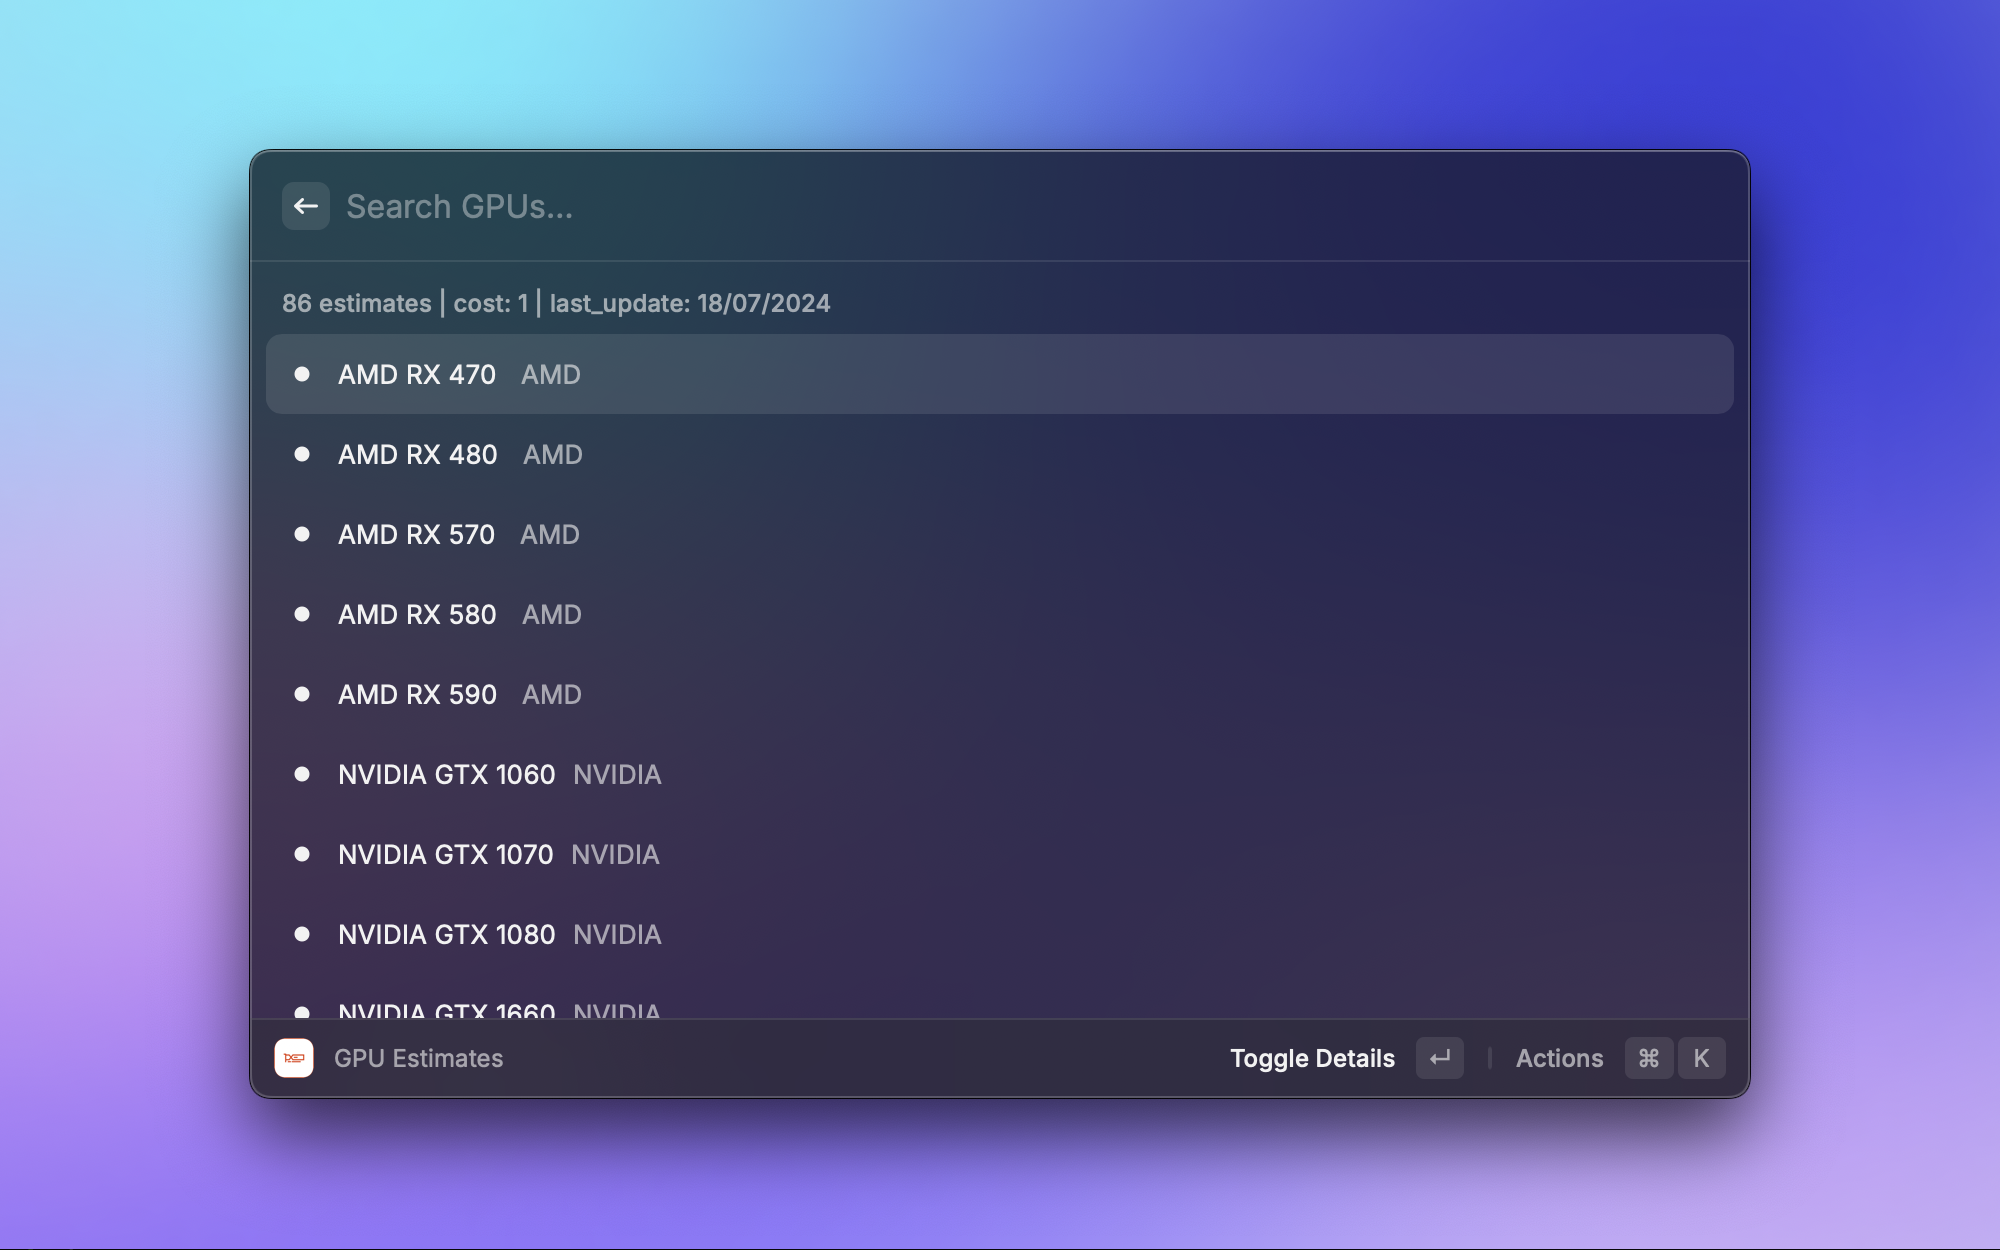 Search GPUs...
86 estimates | cost: 1 | last_update: 18/07/2024
AMD RX 470 AMD
AMD RX 480 AMD
AMD RX 570 AMD
AMD RX 580 AMD
AMD RX 590 AMD
NVIDIA GTX 1060 NVIDIA
NVIDIA GTX 1070 NVIDIA
NVIDIA GTX 1080 NVIDIA
NVIDIA GTX 1660 NVIDIA
GPU Estimates Toggle Details Actions ⌘ K